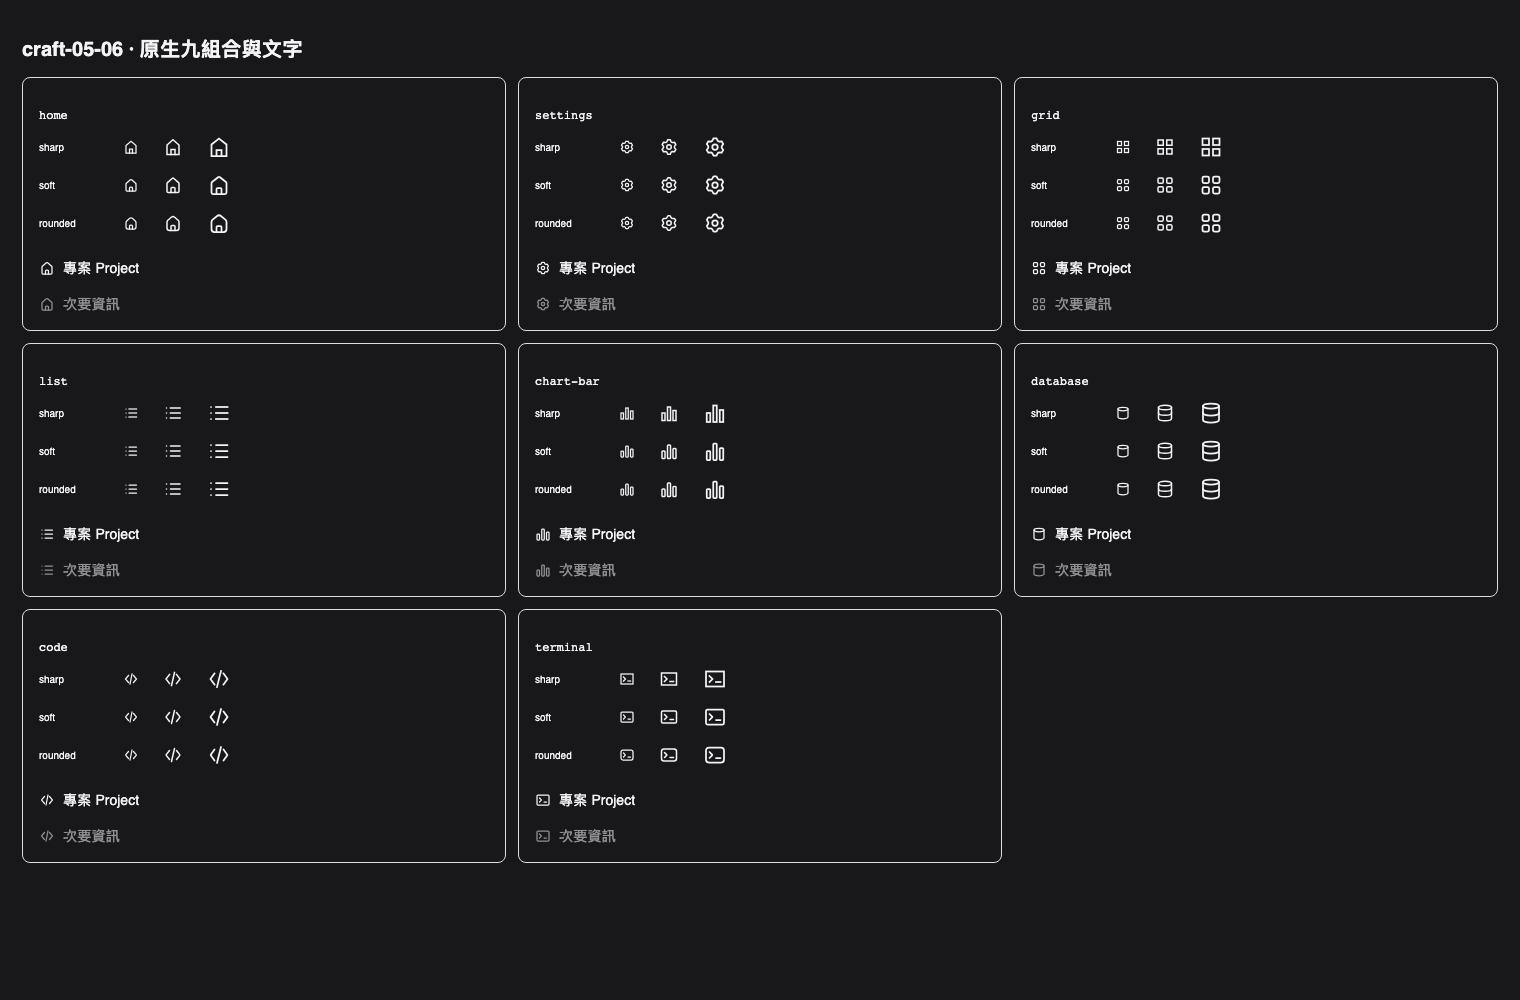 craft-05-06 · 原生九組合與文字
home
sharp
soft
rounded
專案 Project
次要資訊
settings
sharp
soft
rounded
專案 Project
次要資訊
grid
sharp
soft
rounded
專案 Project
次要資訊
list
sharp
soft
rounded
專案 Project
次要資訊
chart-bar
sharp
soft
rounded
專案 Project
次要資訊
database
sharp
soft
rounded
專案 Project
次要資訊
code
sharp
soft
rounded
專案 Project
次要資訊
terminal
sharp
soft
rounded
專案 Project
次要資訊